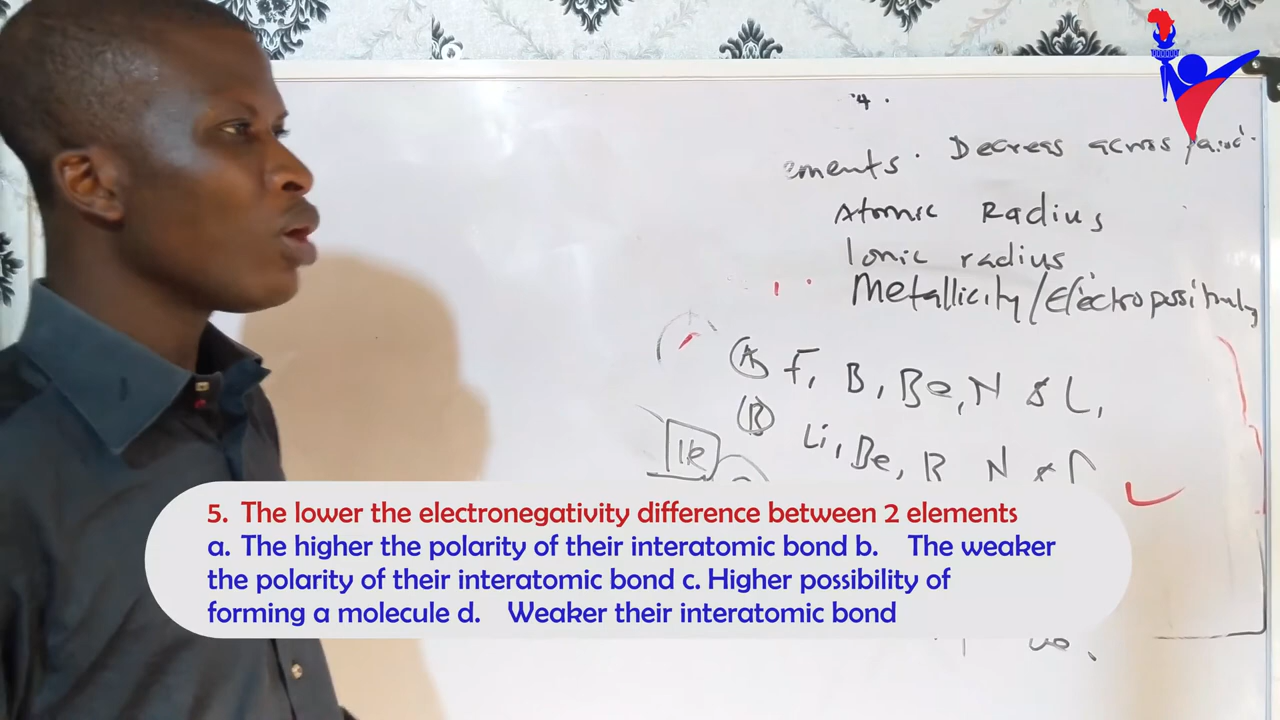 4.
ements. Decress across
Atomic Radius
Ionic radius
Metallicity/Electropositivity
(A) F, B, Be, N &
(B) Li, Be, B N &
5. The lower the electronegativity difference between 2 elements
a. The higher the polarity of their interatomic bond b. The weaker
the polarity of their interatomic bond c. Higher possibility of
forming a molecule d. Weaker their interatomic bond